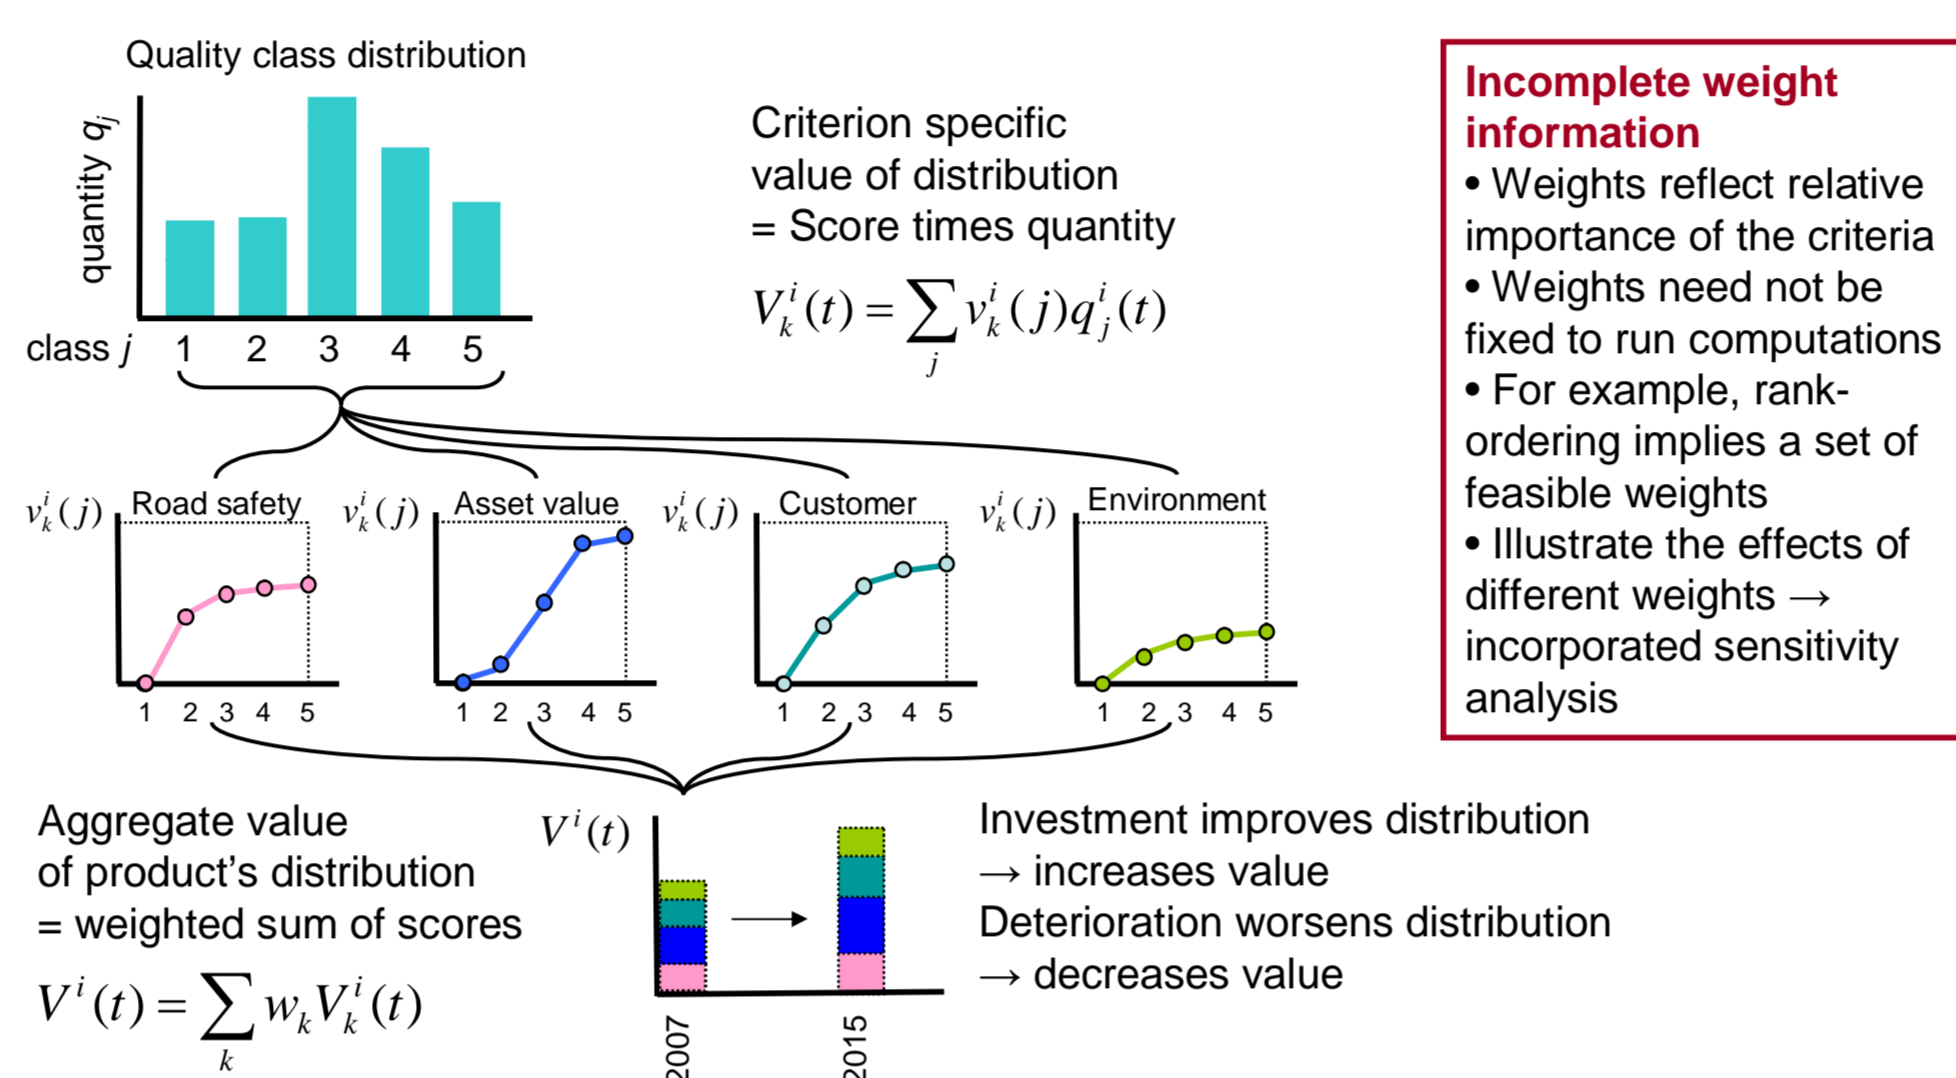 Quality class distribution
quantity q_j
class j 1 2 3 4 5
Criterion specific
value of distribution
= Score times quantity
V_k^i(t) = ∑_j v_k^i(j)q_j^i(t)
Incomplete weight
information
• Weights reflect relative
importance of the criteria
• Weights need not be
fixed to run computations
• For example, rank-
ordering implies a set of
feasible weights
• Illustrate the effects of
different weights →
incorporated sensitivity
analysis
v_k^i(j) Road safety
1 2 3 4 5
v_k^i(j) Asset value
1 2 3 4 5
v_k^i(j) Customer
1 2 3 4 5
v_k^i(j) Environment
1 2 3 4 5
Aggregate value
of product's distribution
= weighted sum of scores
V^i(t) = ∑_k w_k V_k^i(t)
V^i(t)
2007
2015
Investment improves distribution
→ increases value
Deterioration worsens distribution
→ decreases value